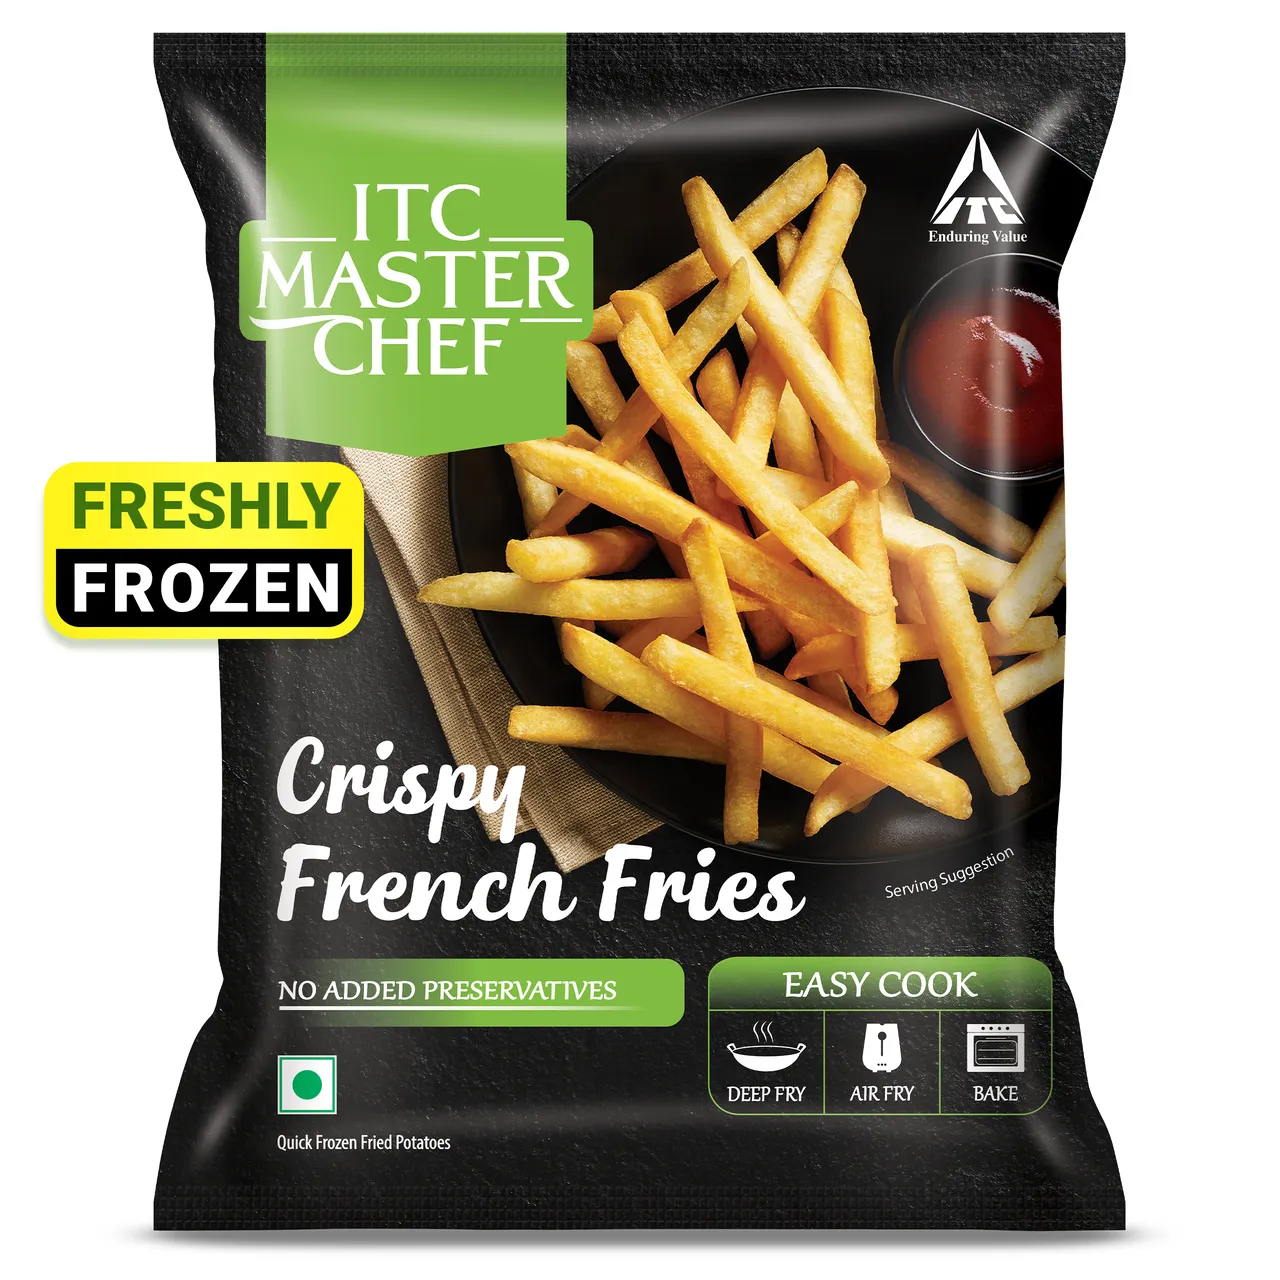 ITC
MASTER
CHEF
ITC
Enduring Value
FRESHLY
FROZEN
Crispy
French Fries
Serving Suggestion
NO ADDED PRESERVATIVES
EASY COOK
DEEP FRY
AIR FRY
BAKE
Quick Frozen Fried Potatoes